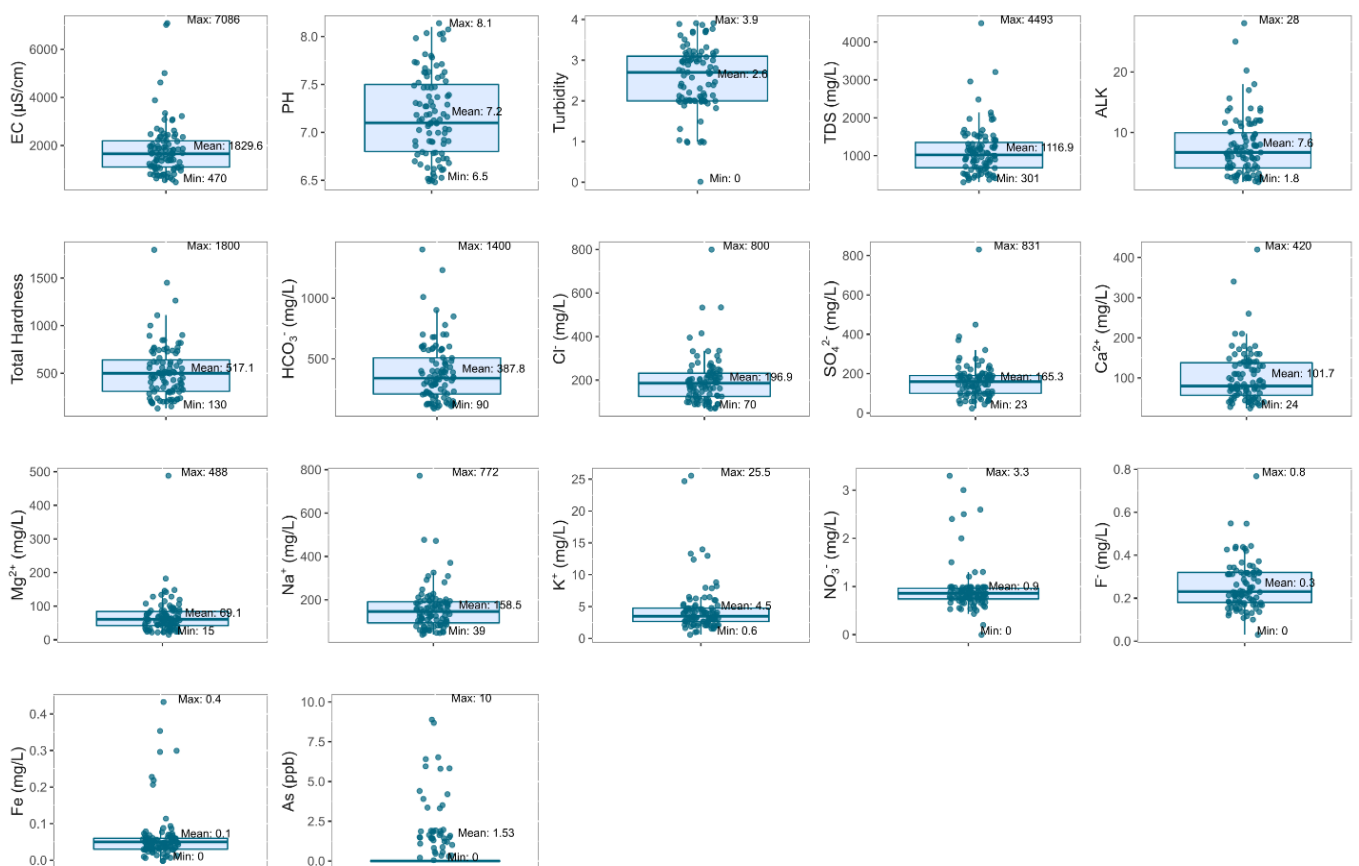 EC (µS/cm)
6000
4000
2000
Max: 7086
Mean: 1829.6
Min: 470
PH
8.0
7.5
7.0
6.5
Max: 8.1
Mean: 7.2
Min: 6.5
Turbidity
4
3
2
1
0
Max: 3.9
Mean: 2.6
Min: 0
TDS (mg/L)
4000
3000
2000
1000
Max: 4493
Mean: 1116.9
Min: 301
ALK
20
10
Max: 28
Mean: 7.6
Min: 1.8
Total Hardness
1500
1000
500
Max: 1800
Mean: 517.1
Min: 130
HCO₃⁻ (mg/L)
1000
500
Max: 1400
Mean: 387.8
Min: 90
Cl⁻ (mg/L)
800
600
400
200
Max: 800
Mean: 196.9
Min: 70
SO₄²⁻ (mg/L)
800
600
400
200
0
Max: 831
Mean: 165.3
Min: 23
Ca²⁺ (mg/L)
400
300
200
100
Max: 420
Mean: 101.7
Min: 24
Mg²⁺ (mg/L)
500
400
300
200
100
0
Max: 488
Mean: 69.1
Min: 15
Na⁺ (mg/L)
800
600
400
200
Max: 772
Mean: 158.5
Min: 39
K⁺ (mg/L)
25
20
15
10
5
0
Max: 25.5
Mean: 4.5
Min: 0.6
NO₃⁻ (mg/L)
3
2
1
0
Max: 3.3
Mean: 0.9
Min: 0
F⁻ (mg/L)
0.8
0.6
0.4
0.2
0.0
Max: 0.8
Mean: 0.3
Min: 0
Fe (mg/L)
0.4
0.3
0.2
0.1
0.0
Max: 0.4
Mean: 0.1
Min: 0
As (ppb)
10.0
7.5
5.0
2.5
0.0
Max: 10
Mean: 1.53
Min: 0